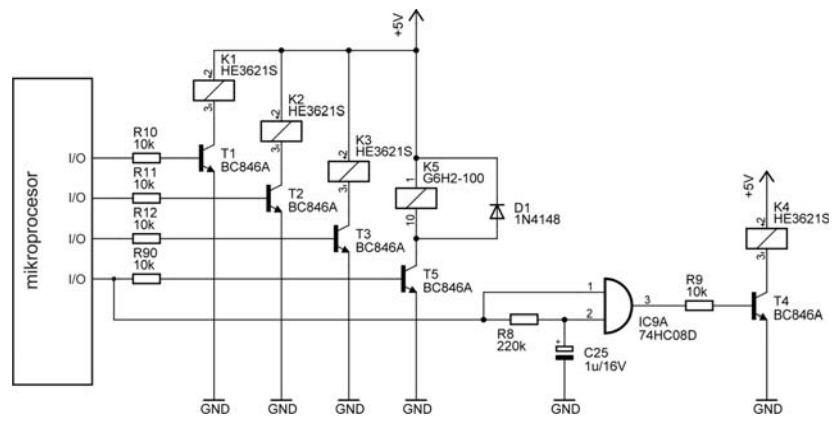 mikroprocesor
I/O
I/O
I/O
I/O
R10
10k
R11
10k
R12
10k
R90
10k
K1
HE3621S
2
3
T1
BC846A
K2
HE3621S
2
3
T2
BC846A
K3
HE3621S
2
3
T3
BC846A
+5V
K5
G6H2-100
1
10
T5
BC846A
D1
1N4148
R8
220k
C25
1u/16V
+
1
2
3
IC9A
74HC08D
R9
10k
+5V
K4
HE3621S
2
3
T4
BC846A
GND
GND
GND
GND
GND
GND